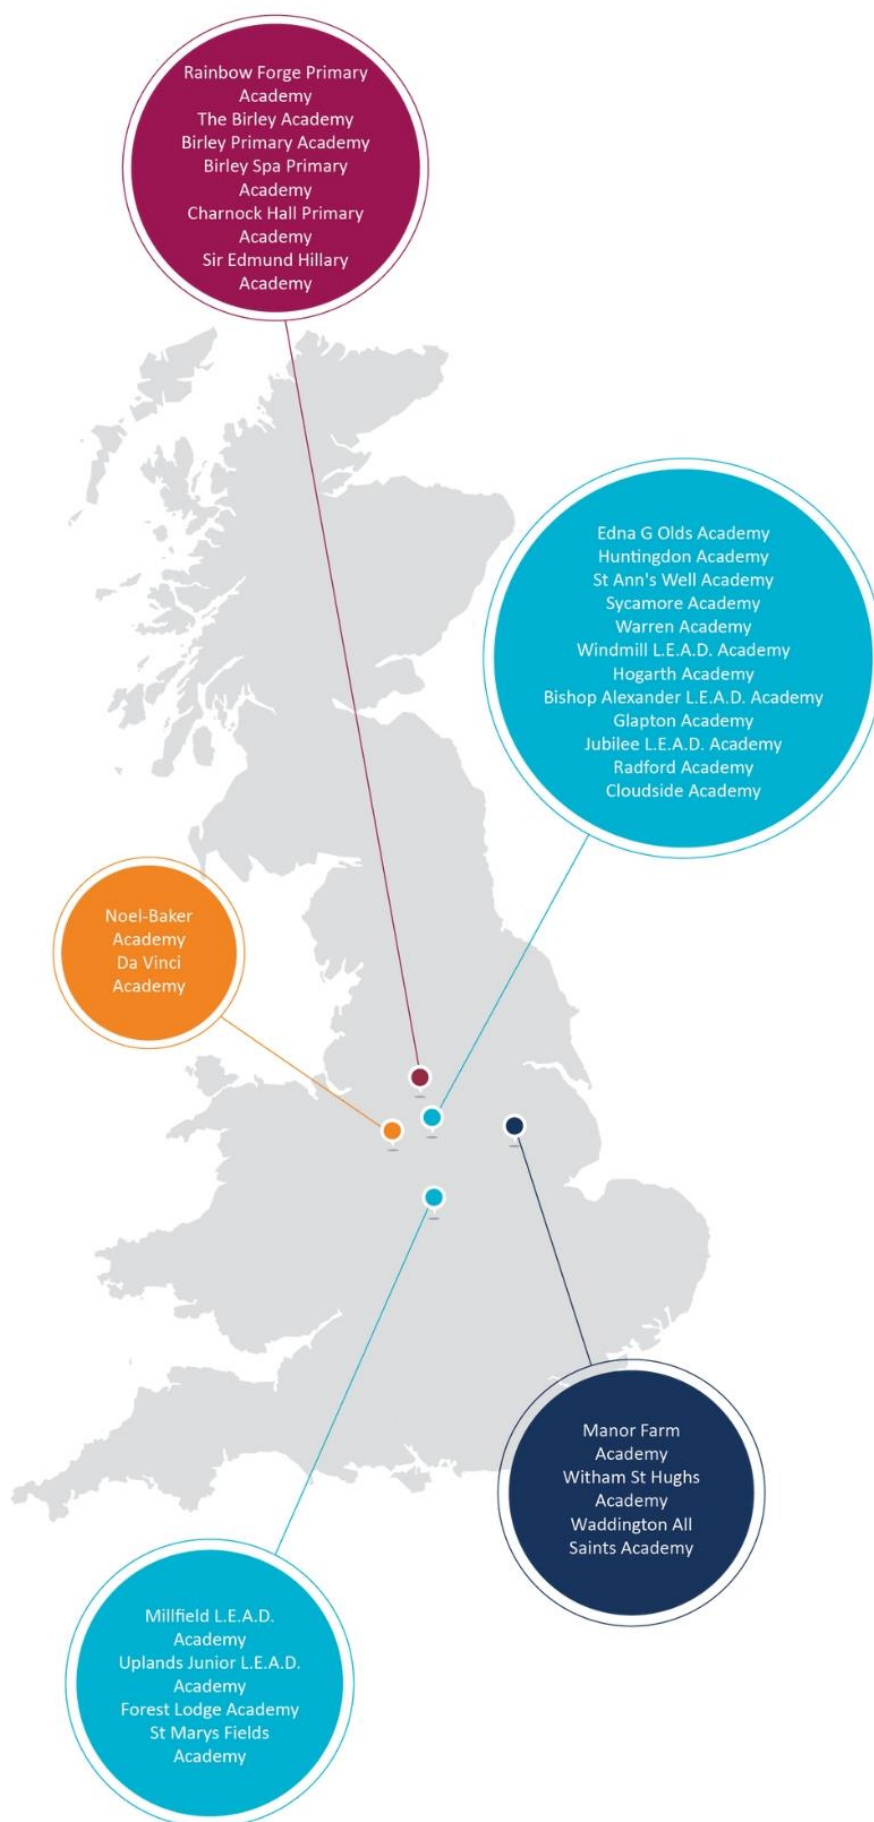 Rainbow Forge Primary
Academy
The Birley Academy
Birley Primary Academy
Birley Spa Primary
Academy
Charnock Hall Primary
Academy
Sir Edmund Hillary
Academy
Edna G Olds Academy
Huntingdon Academy
St Ann's Well Academy
Sycamore Academy
Warren Academy
Windmill L.E.A.D. Academy
Hogarth Academy
Bishop Alexander L.E.A.D. Academy
Glapton Academy
Jubilee L.E.A.D. Academy
Radford Academy
Cloudside Academy
Noel-Baker
Academy
Da Vinci
Academy
Manor Farm
Academy
Witham St Hughs
Academy
Waddington All
Saints Academy
Millfield L.E.A.D.
Academy
Uplands Junior L.E.A.D.
Academy
Forest Lodge Academy
St Marys Fields
Academy